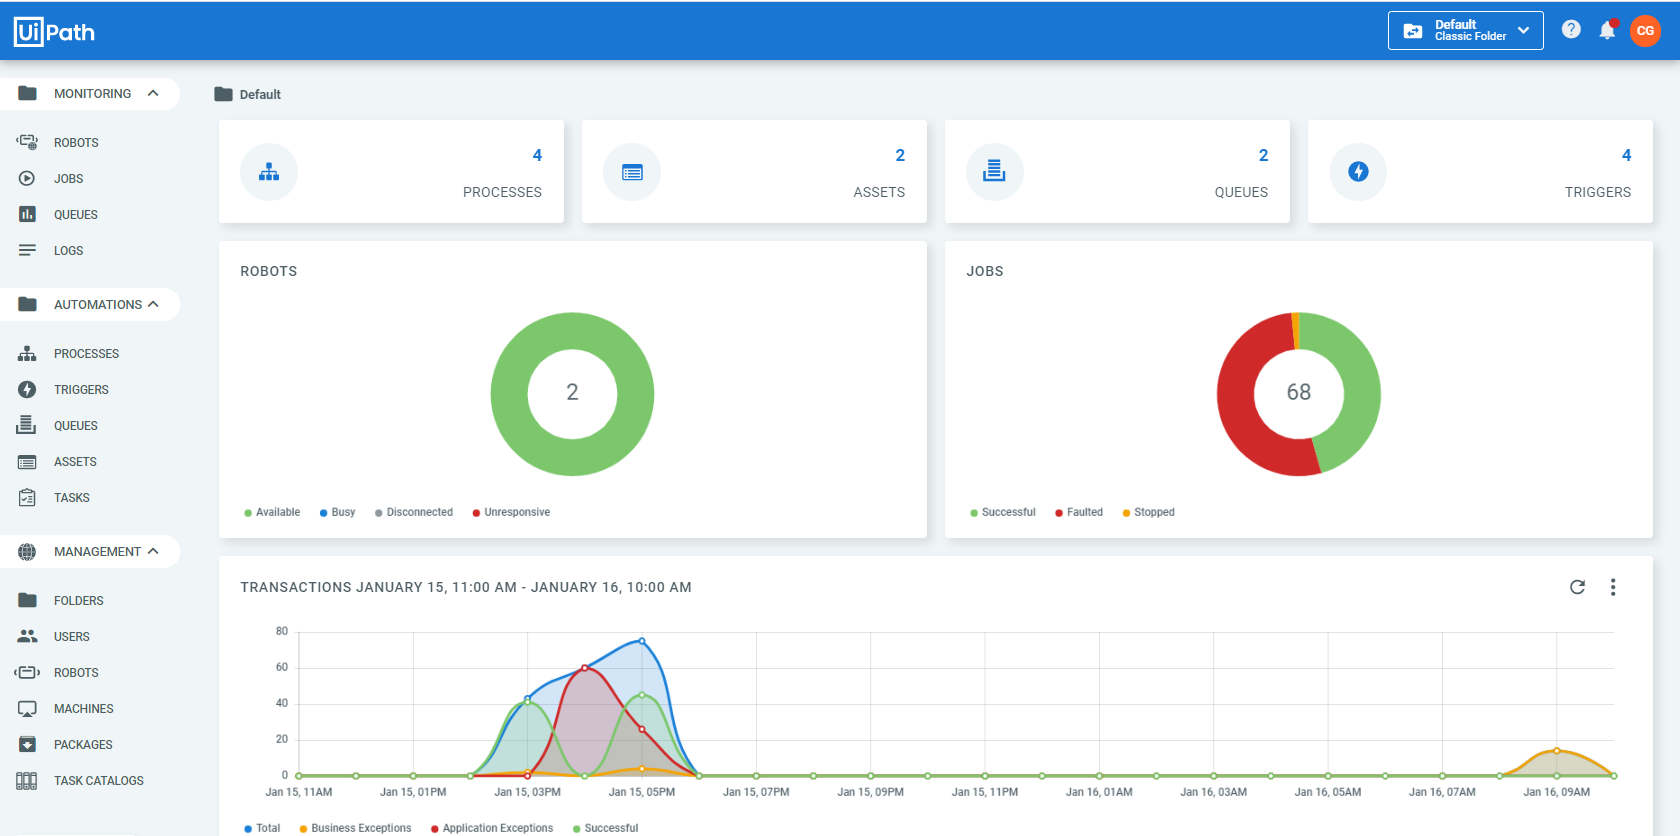 UiPath
Default
Classic Folder
?
CG
MONITORING
ROBOTS
JOBS
QUEUES
LOGS
AUTOMATIONS
PROCESSES
TRIGGERS
QUEUES
ASSETS
TASKS
MANAGEMENT
FOLDERS
USERS
ROBOTS
MACHINES
PACKAGES
TASK CATALOGS
Default
4
PROCESSES
2
ASSETS
2
QUEUES
4
TRIGGERS
ROBOTS
2
Available Busy Disconnected Unresponsive
JOBS
68
Successful Faulted Stopped
TRANSACTIONS JANUARY 15, 11:00 AM - JANUARY 16, 10:00 AM
80
60
40
20
0
Jan 15, 11AM Jan 15, 01PM Jan 15, 03PM Jan 15, 05PM Jan 15, 07PM Jan 15, 09PM Jan 15, 11PM Jan 16, 01AM Jan 16, 03AM Jan 16, 05AM Jan 16, 07AM Jan 16, 09AM
Total Business Exceptions Application Exceptions Successful